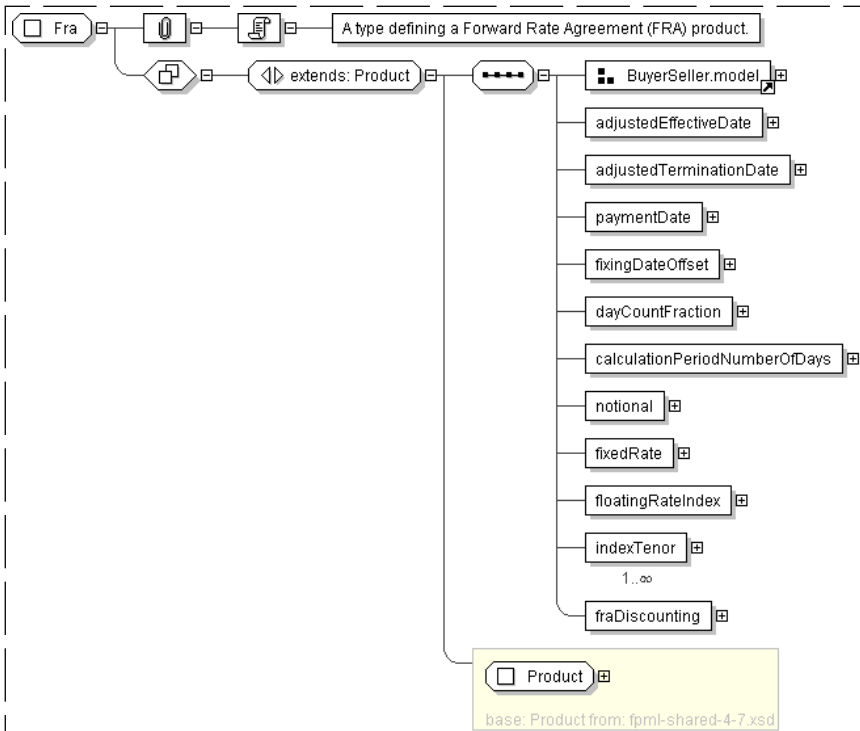 Fra
A type defining a Forward Rate Agreement (FRA) product.
extends: Product
BuyerSeller.model
adjustedEffectiveDate
adjustedTerminationDate
paymentDate
fixingDateOffset
dayCountFraction
calculationPeriodNumberOfDays
notional
fixedRate
floatingRateIndex
indexTenor
1..∞
fraDiscounting
Product
base: Product from: fpml-shared-4-7.xsd